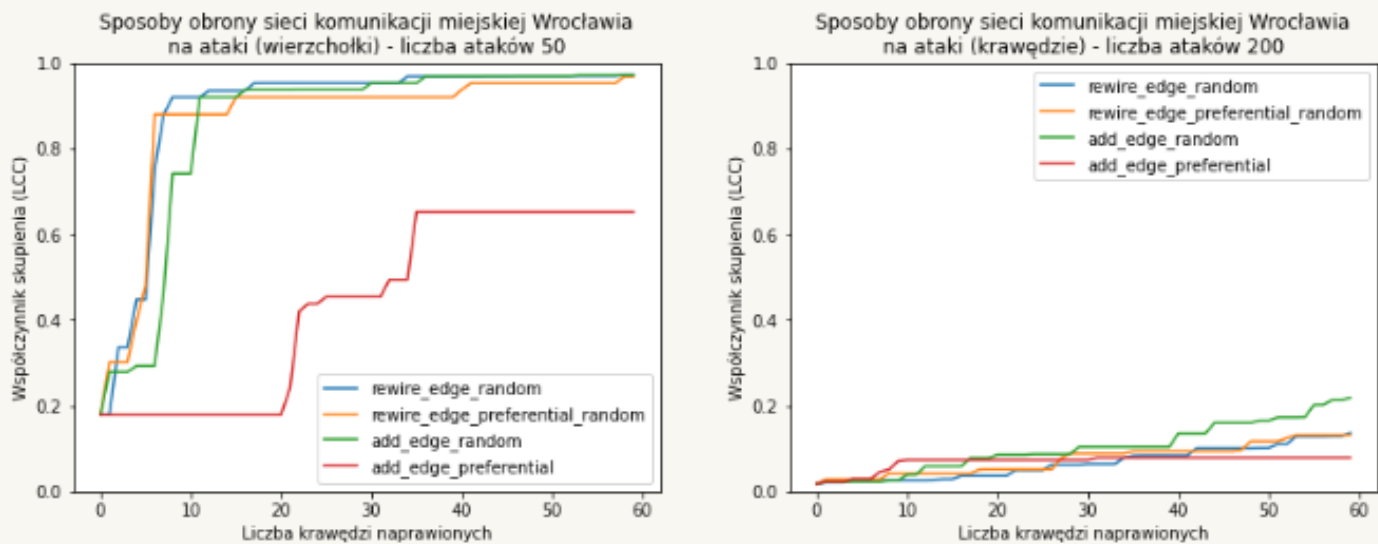 Sposoby obrony sieci komunikacji miejskiej Wrocławia
na ataki (wierzchołki) - liczba ataków 50
1.0
0.8
0.6
0.4
0.2
0.0
Współczynnik skupienia (LCC)
rewire_edge_random
rewire_edge_preferential_random
add_edge_random
add_edge_preferential
0 10 20 30 40 50 60
Liczba krawędzi naprawionych
Sposoby obrony sieci komunikacji miejskiej Wrocławia
na ataki (krawędzie) - liczba ataków 200
1.0
0.8
0.6
0.4
0.2
0.0
Współczynnik skupienia (LCC)
rewire_edge_random
rewire_edge_preferential_random
add_edge_random
add_edge_preferential
0 10 20 30 40 50 60
Liczba krawędzi naprawionych